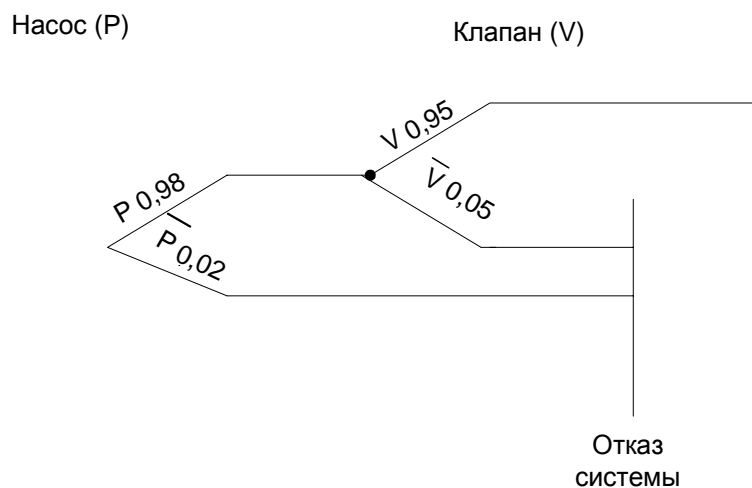 Насос (P)
Клапан (V)
V 0,95
V̅ 0,05
P 0,98
P̅ 0,02
Отказ
системы